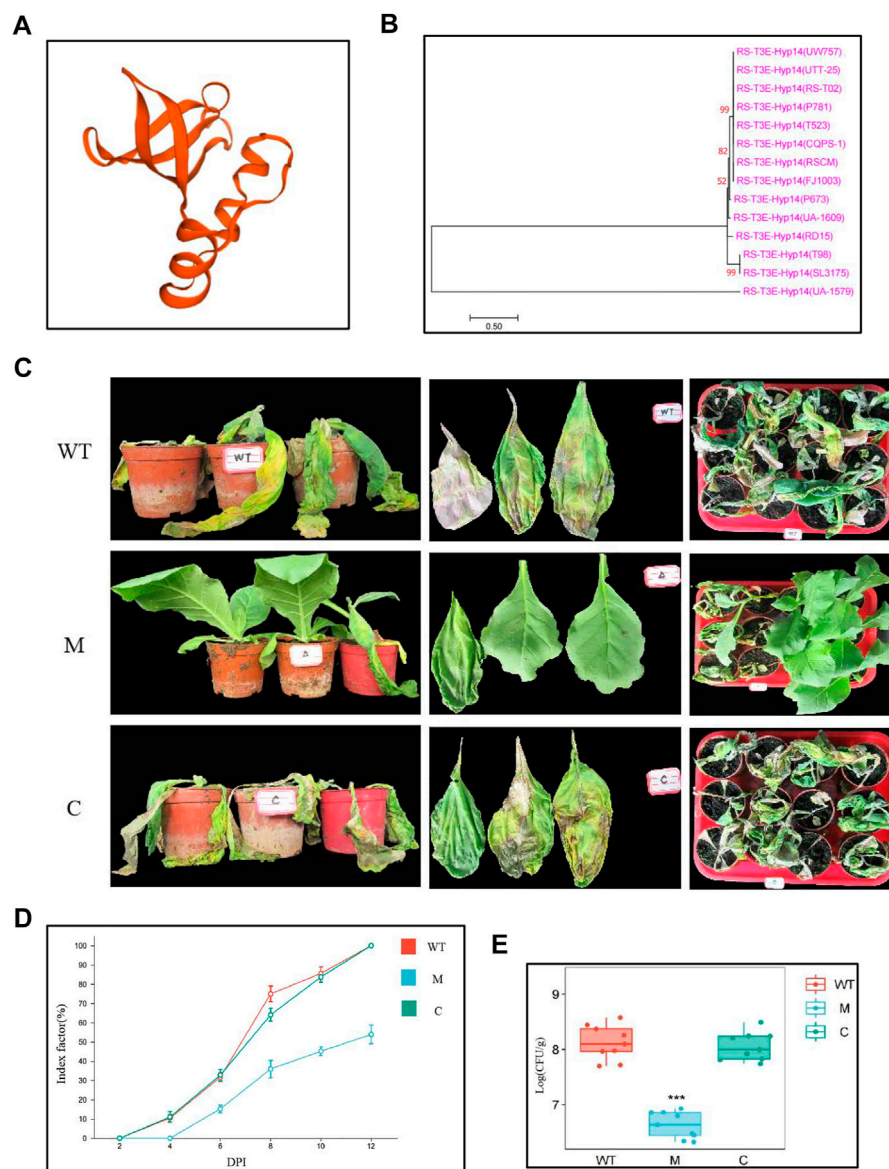 A
B
RS-T3E-Hyp14(UW757)
RS-T3E-Hyp14(UTT-25)
RS-T3E-Hyp14(RS-T02)
99
RS-T3E-Hyp14(P781)
RS-T3E-Hyp14(T523)
RS-T3E-Hyp14(CQPS-1)
82
RS-T3E-Hyp14(RSCM)
52
RS-T3E-Hyp14(FJ1003)
RS-T3E-Hyp14(P673)
RS-T3E-Hyp14(UA-1609)
RS-T3E-Hyp14(RD15)
RS-T3E-Hyp14(T98)
99
RS-T3E-Hyp14(SL3175)
RS-T3E-Hyp14(UA-1579)
0.50
C
WT
WT
WT
WT
M
Δ
Δ
C
C
C
D
Index factor(%)
100
90
80
70
60
50
40
30
20
10
0
2 4 6 8 10 12
DPI
WT
M
C
E
Log(CFU/g)
9
8
7
***
WT M C
WT
M
C